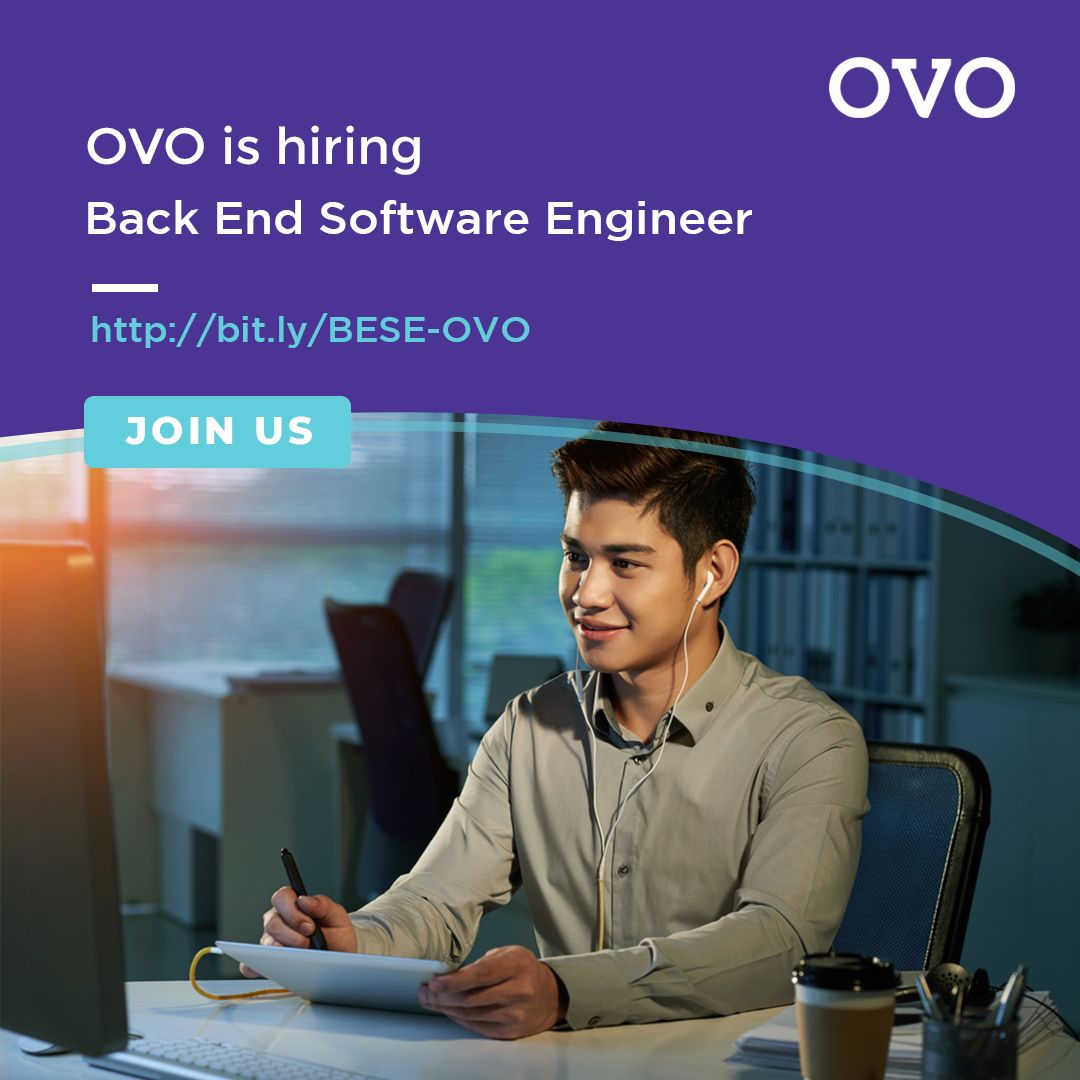 OVO
OVO is hiring
Back End Software Engineer
http://bit.ly/BESE-OVO
JOIN US